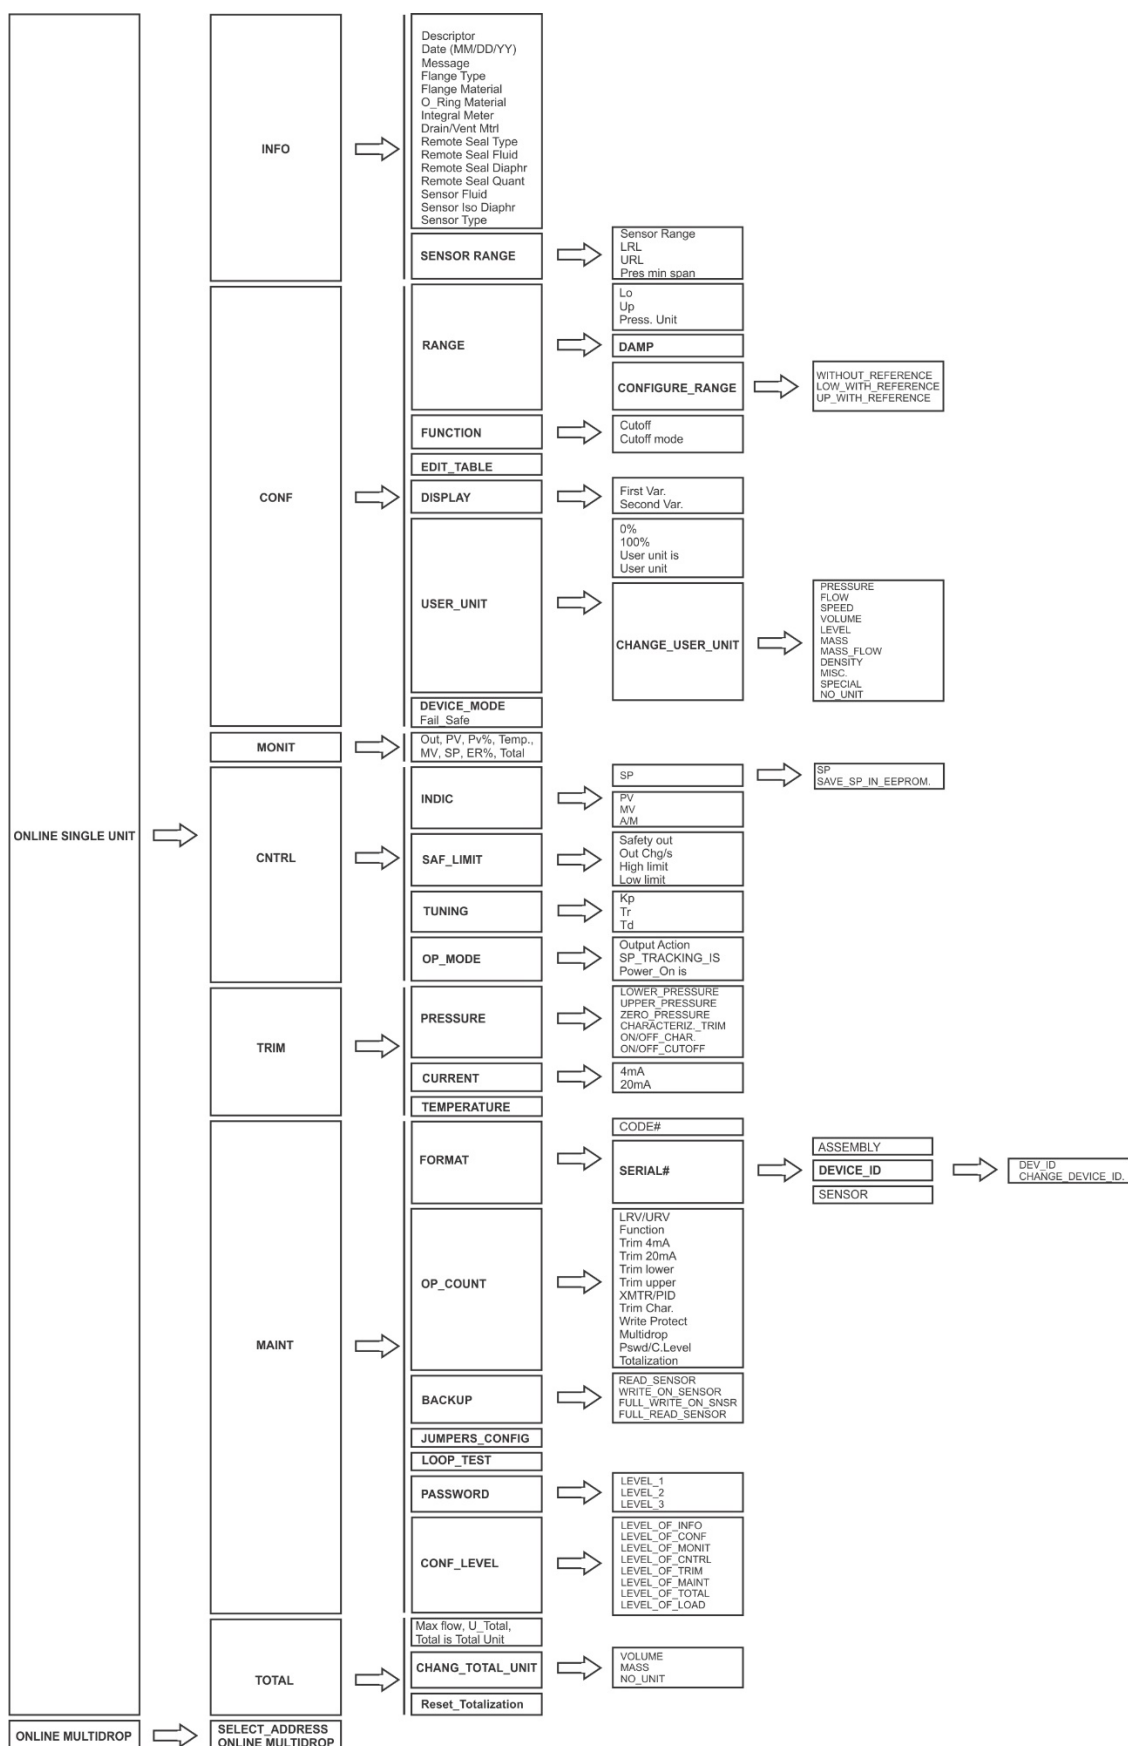 ONLINE SINGLE UNIT
INFO
Descriptor
Date (MM/DD/YY)
Message
Flange Type
Flange Material
O_Ring Material
Integral Meter
Drain/Vent Mtrl
Remote Seal Type
Remote Seal Fluid
Remote Seal Diaphr
Remote Seal Quant
Sensor Fluid
Sensor Iso Diaphr
Sensor Type
SENSOR RANGE
Sensor Range
LRL
URL
Pres min span
CONF
RANGE
Lo
Up
Press. Unit
DAMP
CONFIGURE_RANGE
WITHOUT_REFERENCE
LOW_WITH_REFERENCE
UP_WITH_REFERENCE
FUNCTION
Cutoff
Cutoff mode
EDIT_TABLE
DISPLAY
First Var.
Second Var.
USER_UNIT
0%
100%
User unit is
User unit
CHANGE_USER_UNIT
PRESSURE
FLOW
SPEED
VOLUME
LEVEL
MASS
MASS_FLOW
DENSITY
MISC.
SPECIAL
NO_UNIT
DEVICE_MODE
Fail_Safe
MONIT
Out, PV, Pv%, Temp.,
MV, SP, ER%, Total
CNTRL
INDIC
SP
SP
SAVE_SP_IN_EEPROM.
PV
MV
A/M
SAF_LIMIT
Safety out
Out Chg/s
High limit
Low limit
TUNING
Kp
Tr
Td
OP_MODE
Output Action
SP_TRACKING_IS
Power_On is
TRIM
PRESSURE
LOWER_PRESSURE
UPPER_PRESSURE
ZERO_PRESSURE
CHARACTERIZ._TRIM
ON/OFF_CHAR.
ON/OFF_CUTOFF
CURRENT
4mA
20mA
TEMPERATURE
MAINT
FORMAT
CODE#
SERIAL#
ASSEMBLY
DEVICE_ID
DEV_ID
CHANGE_DEVICE_ID.
SENSOR
OP_COUNT
LRV/URV
Function
Trim 4mA
Trim 20mA
Trim lower
Trim upper
XMTR/PID
Trim Char.
Write Protect
Multidrop
Pswd/C.Level
Totalization
BACKUP
READ_SENSOR
WRITE_ON_SENSOR
FULL_WRITE_ON_SNSR
FULL_READ_SENSOR
JUMPERS_CONFIG
LOOP_TEST
PASSWORD
LEVEL_1
LEVEL_2
LEVEL_3
CONF_LEVEL
LEVEL_OF_INFO
LEVEL_OF_CONF
LEVEL_OF_MONIT
LEVEL_OF_CNTRL
LEVEL_OF_TRIM
LEVEL_OF_MAINT
LEVEL_OF_TOTAL
LEVEL_OF_LOAD
TOTAL
Max flow, U_Total,
Total is Total Unit
CHANG_TOTAL_UNIT
VOLUME
MASS
NO_UNIT
Reset_Totalization
ONLINE MULTIDROP
SELECT_ADDRESS
ONLINE MULTIDROP